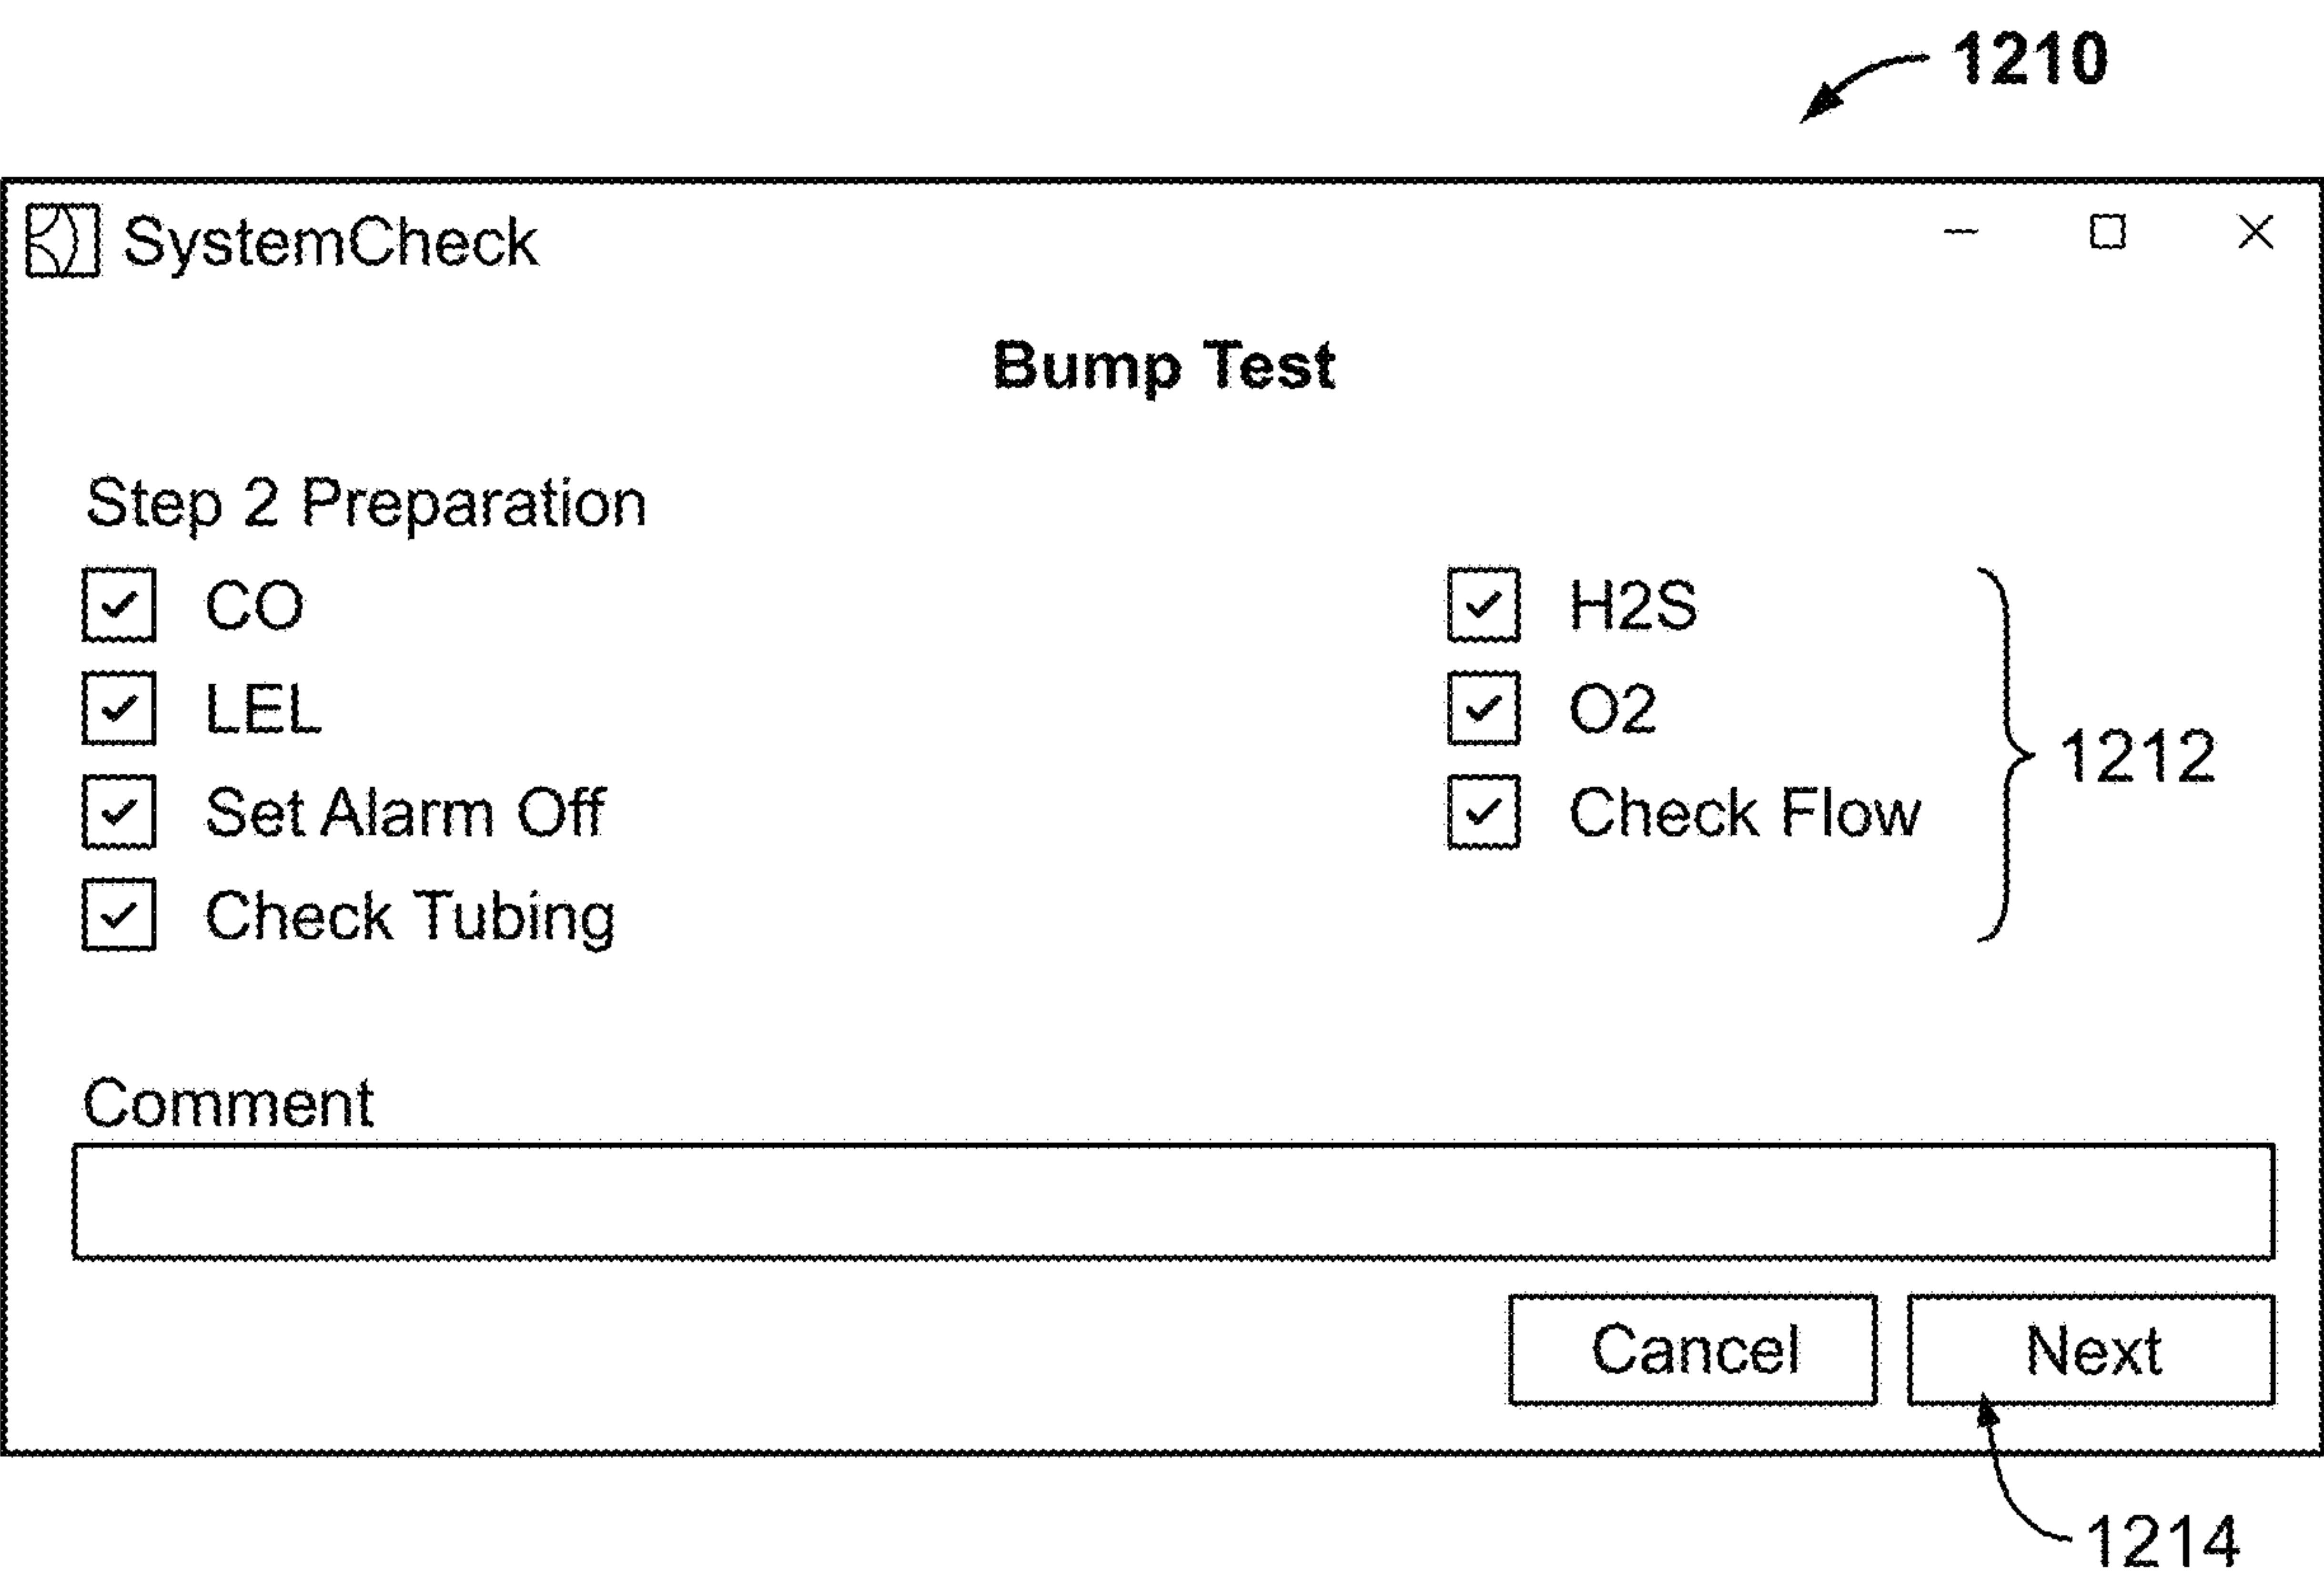 1210
SystemCheck
Bump Test
Step 2 Preparation
CO H2S
LEL O2
Set Alarm Off Check Flow
1212
Check Tubing
Comment
Cancel Next
1214